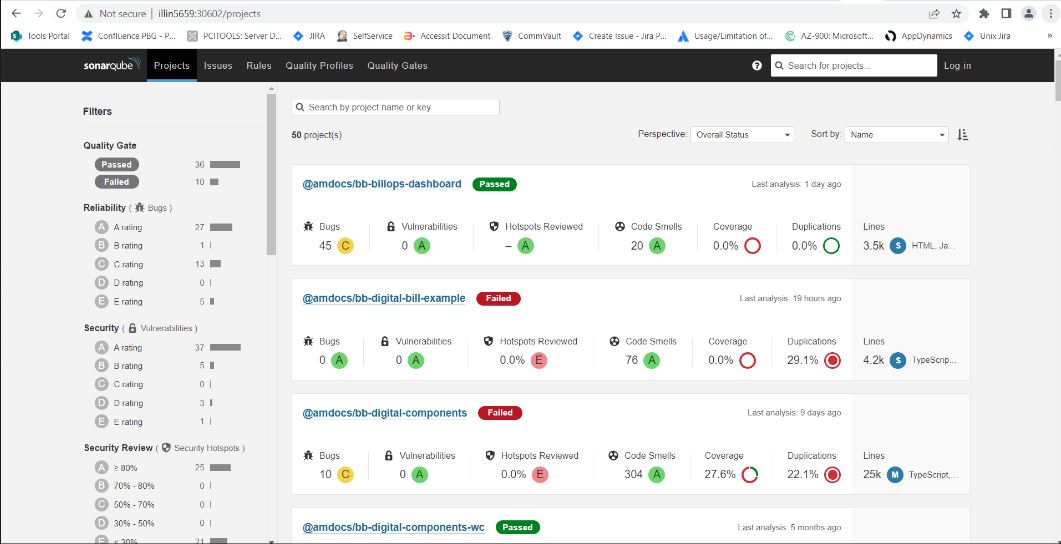 Not secure | illin5659:30602/projects
Tools Portal Confluence PBG - P... PCITOOLS: Server D... JIRA SelfService Accessit Document CommVault Create Issue - Jira P... Usage/Limitation of... AZ-900: Microsoft... AppDynamics Unix Jira »
sonarqube Projects Issues Rules Quality Profiles Quality Gates ? Search for projects... Log in
Filters
Quality Gate
Passed 36
Failed 10
Reliability ( Bugs )
A A rating 27
B B rating 1
C C rating 13
D D rating 0
E E rating 5
Security ( Vulnerabilities )
A A rating 37
B B rating 5
C C rating 0
D D rating 3
E E rating 1
Security Review ( Security Hotspots )
A ≥ 80% 25
B 70% - 80% 0
C 50% - 70% 0
D 30% - 50% 0
E < 30% 21
Search by project name or key
50 project(s) Perspective: Overall Status Sort by: Name
@amdocs/bb-billops-dashboard Passed Last analysis: 1 day ago
Bugs Vulnerabilities Hotspots Reviewed Code Smells Coverage Duplications Lines
45 C 0 A – A 20 A 0.0% 0.0% 3.5k S HTML, Ja...
@amdocs/bb-digital-bill-example Failed Last analysis: 19 hours ago
Bugs Vulnerabilities Hotspots Reviewed Code Smells Coverage Duplications Lines
0 A 0 A 0.0% E 76 A 0.0% 29.1% 4.2k S TypeScript...
@amdocs/bb-digital-components Failed Last analysis: 9 days ago
Bugs Vulnerabilities Hotspots Reviewed Code Smells Coverage Duplications Lines
10 C 0 A 0.0% E 304 A 27.6% 22.1% 25k M TypeScript,...
@amdocs/bb-digital-components-wc Passed Last analysis: 5 months ago